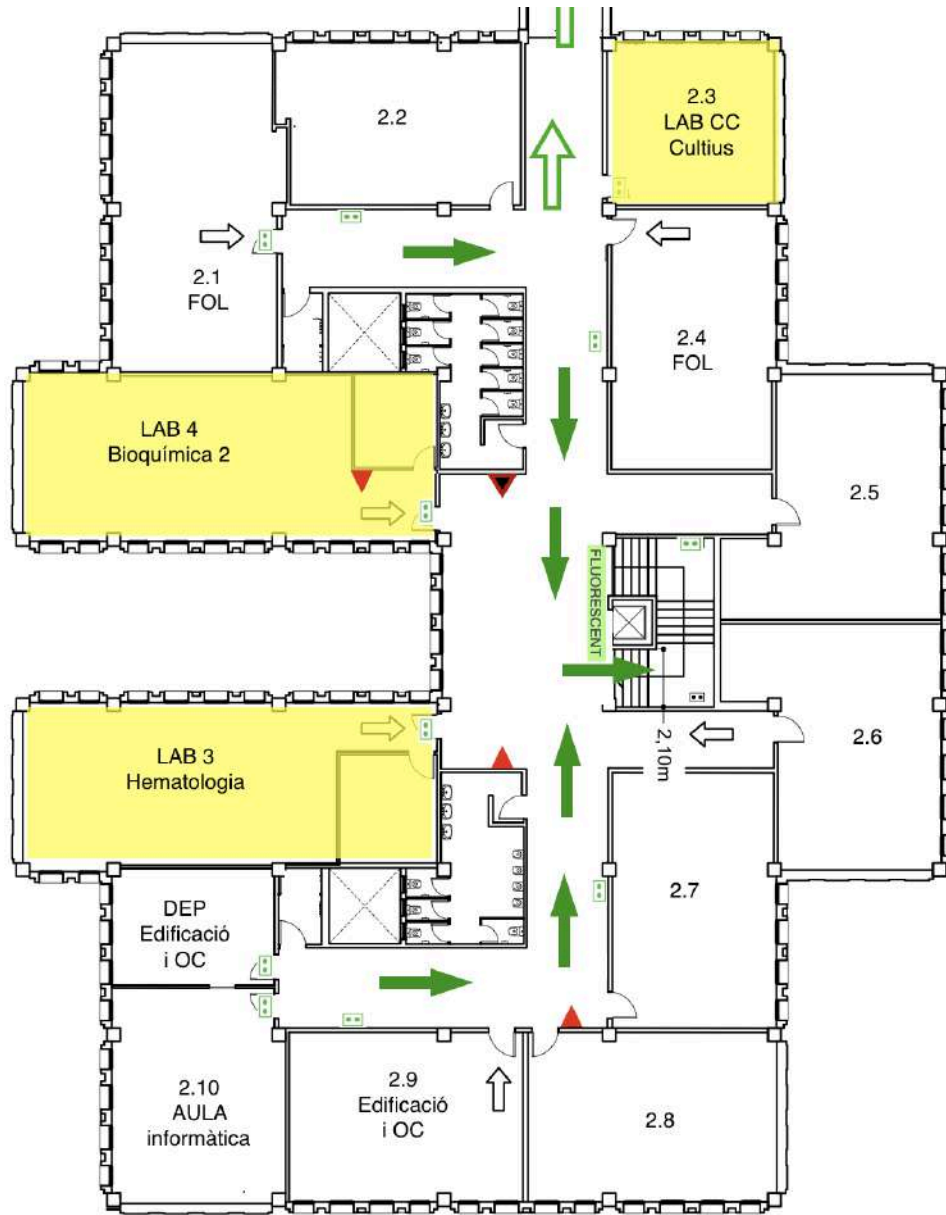 2.2
2.3
LAB CC
Cultius
2.1
FOL
2.4
FOL
LAB 4
Bioquímica 2
2.5
FLUORESCENT
2,10m
LAB 3
Hematologia
2.6
2.7
DEP
Edificació
i OC
2.10
AULA
informàtica
2.9
Edificació
i OC
2.8